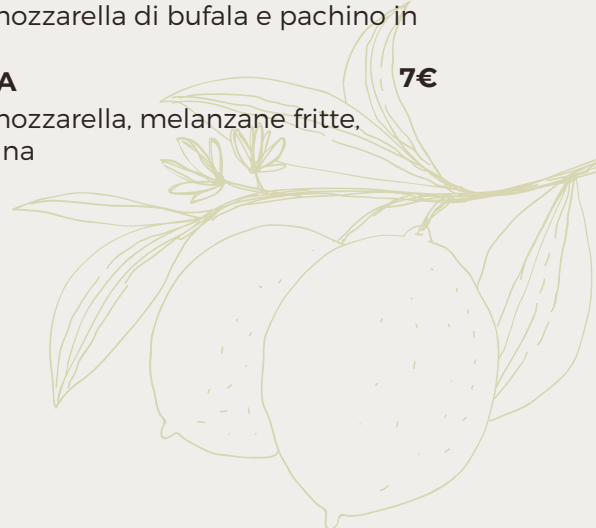 mozzarella di bufala e pachino in
A 7€
mozzarella, melanzane fritte,
na